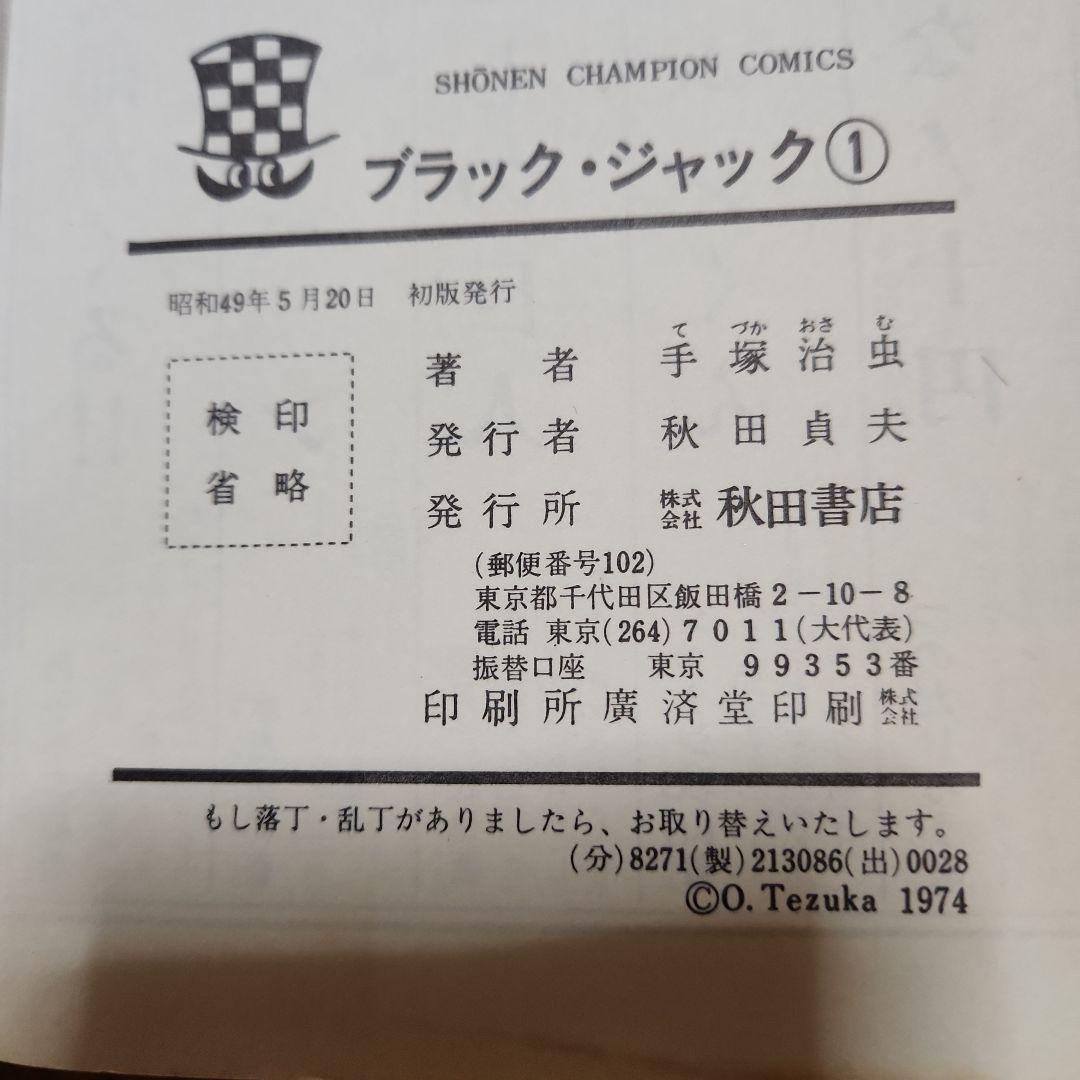 SHŌNEN CHAMPION COMICS
ブラック・ジャック①
昭和49年5月20日 初版発行
検印
省略
て づか おさ む
著者 手塚治虫
発行者 秋田貞夫
発行所 株式会社 秋田書店
(郵便番号102)
東京都千代田区飯田橋2-10-8
電話 東京(264)7011(大代表)
振替口座 東京 99353番
印刷所 廣済堂印刷 株式会社
もし落丁・乱丁がありましたら、お取り替えいたします。
(分)8271(製)213086(出)0028
©O. Tezuka 1974